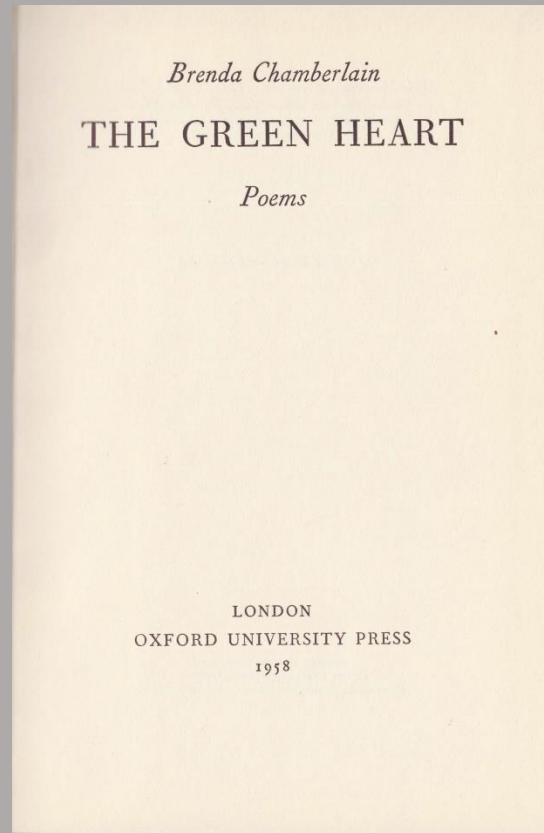 Brenda Chamberlain
THE GREEN HEART
Poems
LONDON
OXFORD UNIVERSITY PRESS
1958